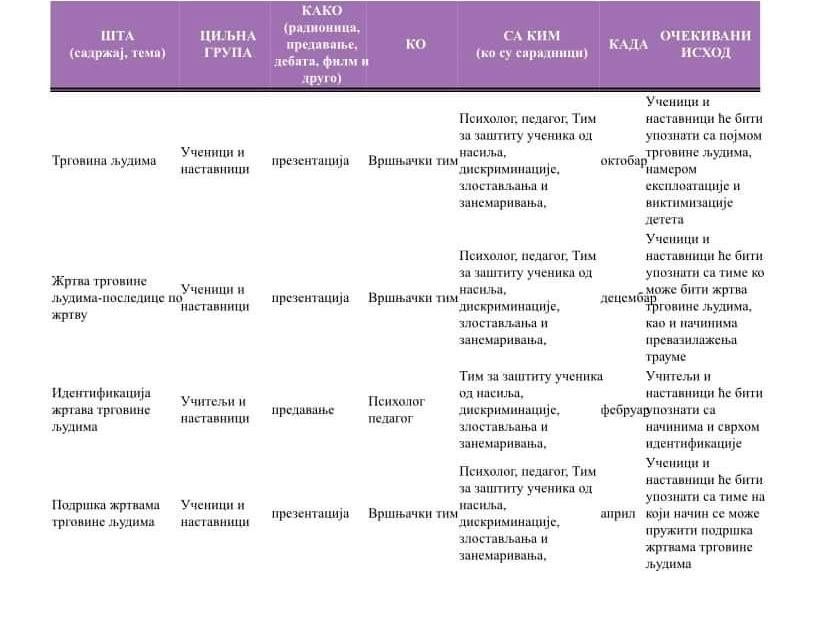 ШТА
(садржај, тема)
ЦИЉНА
ГРУПА
КАКО
(радионица,
предавање,
дебата, филм и
друго)
КО
СА КИМ
(ко су сарадници)
КАДА
ОЧЕКИВАНИ
ИСХОД
Трговина људима
Ученици и
наставници
презентација
Вршњачки тим
Психолог, педагог, Тим
за заштиту ученика од
насиља,
дискриминације,
злостављања и
занемаривања,
октобар
Ученици и
наставници ће бити
упознати са појмом
трговине људима,
намером
експлоатације и
виктимизације
детета
Жртва трговине
људима-последице по
жртву
Ученици и
наставници
презентација
Вршњачки тим
Психолог, педагог, Тим
за заштиту ученика од
насиља,
дискриминације,
злостављања и
занемаривања,
децембар
Ученици и
наставници ће бити
упознати са тиме ко
може бити жртва
трговине људима,
као и начинима
превазилажења
трауме
Идентификација
жртава трговине
људима
Учитељи и
наставници
предавање
Психолог
педагог
Тим за заштиту ученика
од насиља,
дискриминације,
злостављања и
занемаривања,
фебруар
Учитељи и
наставници ће бити
упознати са
начинима и сврхом
идентификације
Подршка жртвама
трговине људима
Ученици и
наставници
презентација
Вршњачки тим
Психолог, педагог, Тим
за заштиту ученика од
насиља,
дискриминације,
злостављања и
занемаривања,
април
Ученици и
наставници ће бити
упознати са тиме на
који начин се може
пружити подршка
жртвама трговине
људима